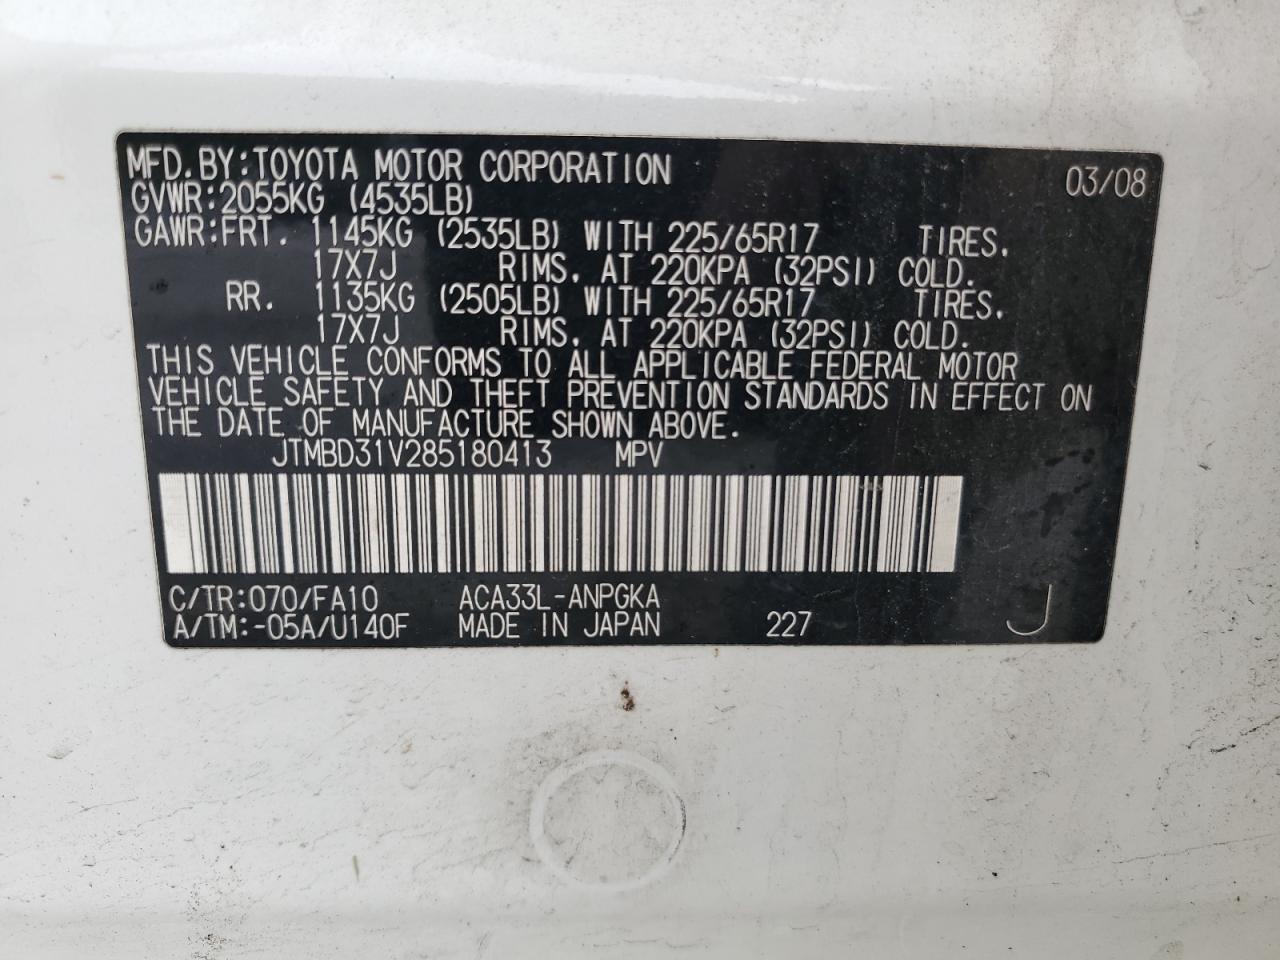 MFD.BY:TOYOTA MOTOR CORPORATION 03/08
GVWR:2055KG (4535LB)
GAWR:FRT. 1145KG (2535LB) WITH 225/65R17 TIRES.
17X7J RIMS, AT 220KPA (32PSI) COLD.
RR. 1135KG (2505LB) WITH 225/65R17 TIRES,
17X7J RIMS, AT 220KPA (32PSI) COLD.
THIS VEHICLE CONFORMS TO ALL APPLICABLE FEDERAL MOTOR
VEHICLE SAFETY AND THEFT PREVENTION STANDARDS IN EFFECT ON
THE DATE OF MANUFACTURE SHOWN ABOVE.
JTMBD31V285180413 MPV
C/TR:070/FA10 ACA33L-ANPGKA
A/TM:-05A/U140F MADE IN JAPAN 227 J